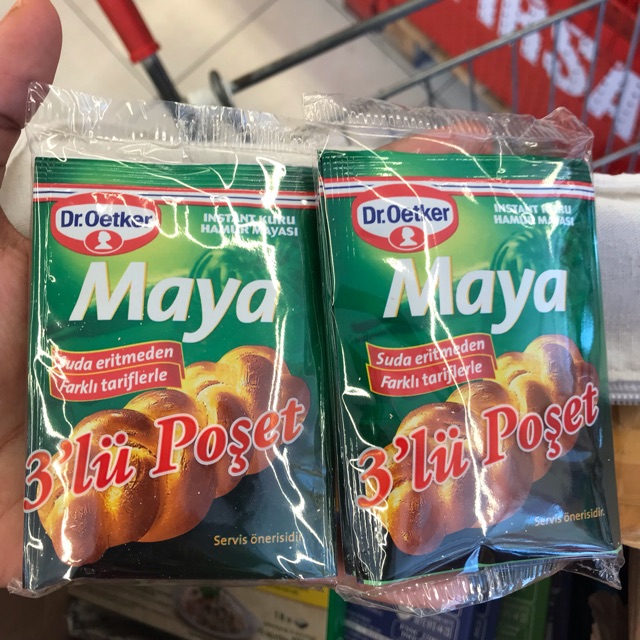 Dr.Oetker
INSTANT KURU
HAMUR MAYASI
Maya
Suda eritmeden
Farklı tariflerle
3'lü Poşet
Servis önerisidir.
Dr.Oetker
INSTANT KURU
HAMUR MAYASI
Maya
Suda eritmeden
Farklı tariflerle
3'lü Poşet
Servis önerisidir.